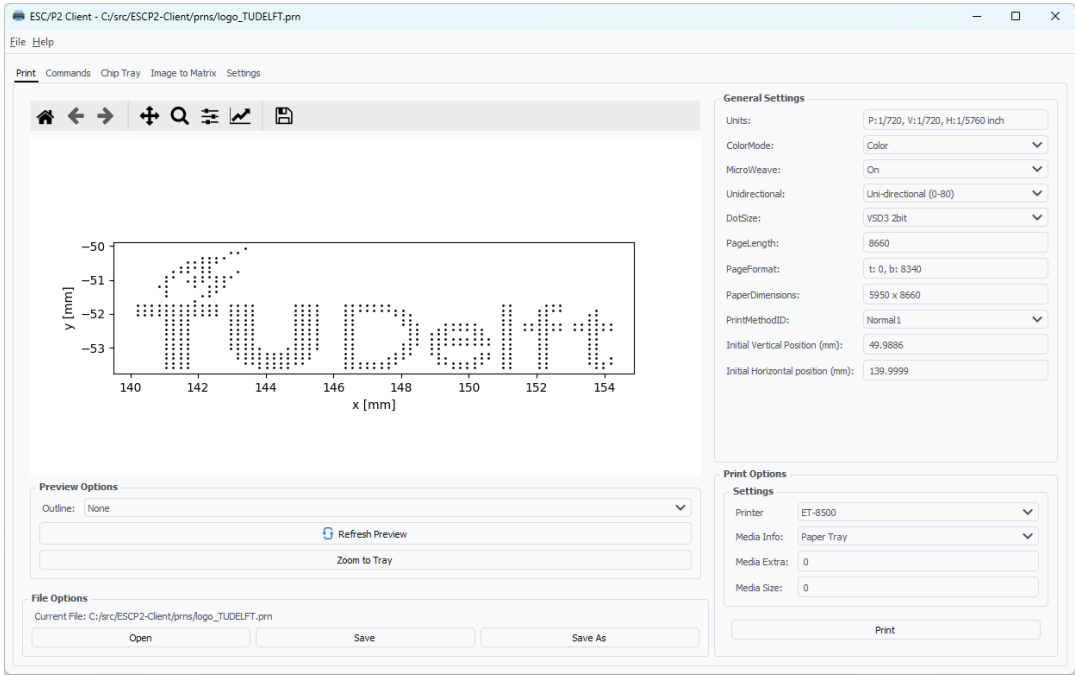 ESC/P2 Client - C:/src/ESCP2-Client/prns/logo_TUDELFT.prn
File Help
Print Commands Chip Tray Image to Matrix Settings
−50
−51
−52
−53
y [mm]
TU Delft
140 142 144 146 148 150 152 154
x [mm]
Preview Options
Outline: None
Refresh Preview
Zoom to Tray
File Options
Current File: C:/src/ESCP2-Client/prns/logo_TUDELFT.prn
Open Save Save As
General Settings
Units: P:1/720, V:1/720, H:1/5760 inch
ColorMode: Color
MicroWeave: On
Unidirectional: Uni-directional (0-80)
DotSize: VSD3 2bit
PageLength: 8660
PageFormat: t: 0, b: 8340
PaperDimensions: 5950 x 8660
PrintMethodID: Normal1
Initial Vertical Position (mm): 49.9886
Initial Horizontal position (mm): 139.9999
Print Options
Settings
Printer ET-8500
Media Info: Paper Tray
Media Extra: 0
Media Size: 0
Print